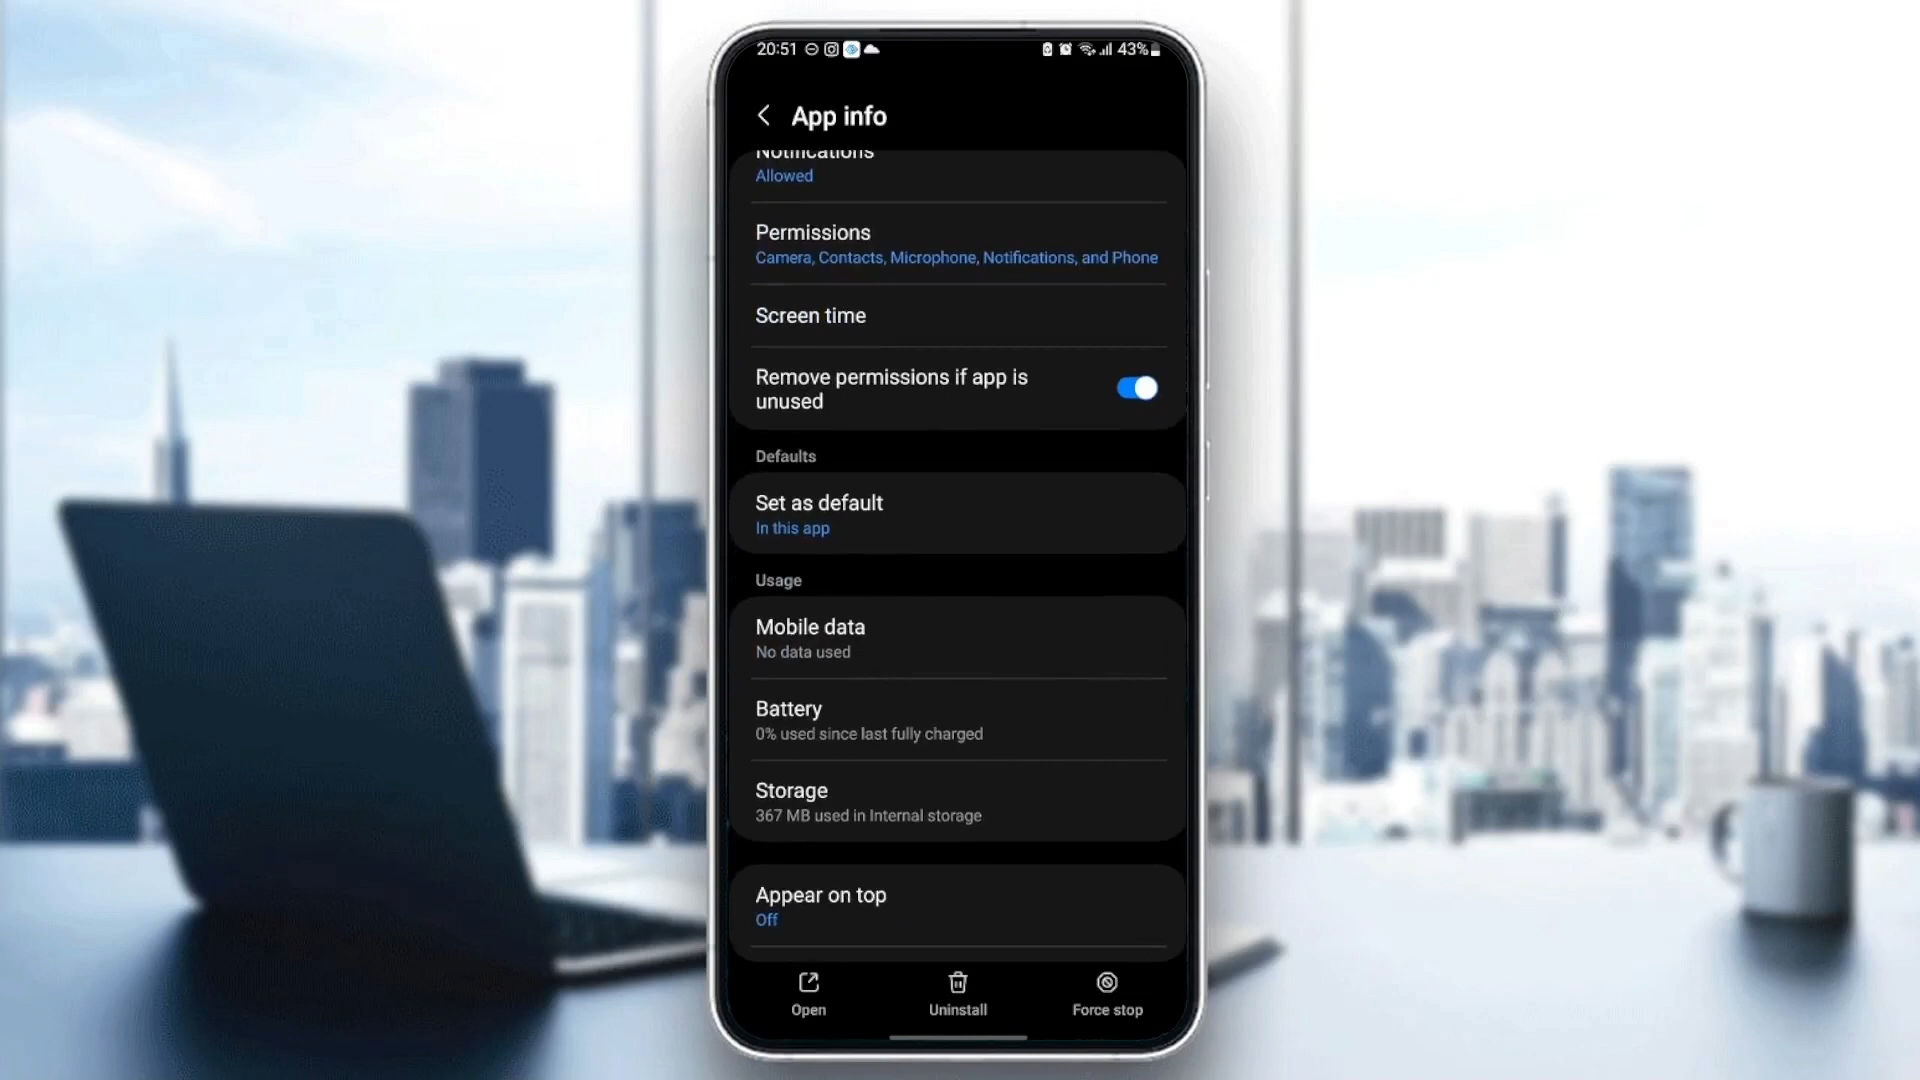 20:51
43%
App info
Notifications
Allowed
Permissions
Camera, Contacts, Microphone, Notifications, and Phone
Screen time
Remove permissions if app is
unused
Defaults
Set as default
In this app
Usage
Mobile data
No data used
Battery
0% used since last fully charged
Storage
367 MB used in Internal storage
Appear on top
Off
Open
Uninstall
Force stop